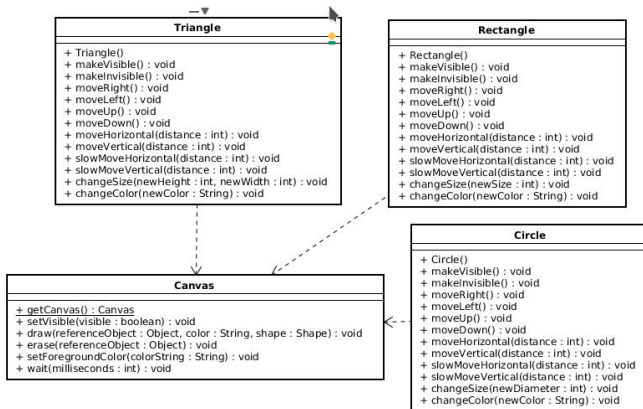 Triangle
+ Triangle()
+ makeVisible() : void
+ makeInvisible() : void
+ moveRight() : void
+ moveLeft() : void
+ moveUp() : void
+ moveDown() : void
+ moveHorizontal(distance : int) : void
+ moveVertical(distance : int) : void
+ slowMoveHorizontal(distance : int) : void
+ slowMoveVertical(distance : int) : void
+ changeSize(newHeight : int, newWidth : int) : void
+ changeColor(newColor : String) : void
Rectangle
+ Rectangle()
+ makeVisible() : void
+ makeInvisible() : void
+ moveRight() : void
+ moveLeft() : void
+ moveUp() : void
+ moveDown() : void
+ moveHorizontal(distance : int) : void
+ moveVertical(distance : int) : void
+ slowMoveHorizontal(distance : int) : void
+ slowMoveVertical(distance : int) : void
+ changeSize(newSize : int) : void
+ changeColor(newColor : String) : void
Canvas
+ getCanvas() : Canvas
+ setVisible(visible : boolean) : void
+ draw(referenceObject : Object, color : String, shape : Shape) : void
+ erase(referenceObject : Object) : void
+ setForegroundColor(colorString : String) : void
+ wait(milliseconds : int) : void
Circle
+ Circle()
+ makeVisible() : void
+ makeInvisible() : void
+ moveRight() : void
+ moveLeft() : void
+ moveUp() : void
+ moveDown() : void
+ moveHorizontal(distance : int) : void
+ moveVertical(distance : int) : void
+ slowMoveHorizontal(distance : int) : void
+ slowMoveVertical(distance : int) : void
+ changeSize(newDiameter : int) : void
+ changeColor(newColor : String) : void